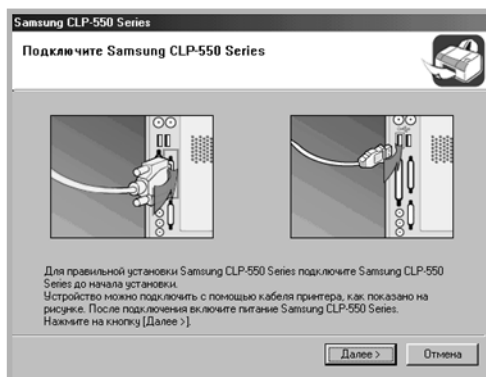 Samsung CLP-550 Series
Подключите Samsung CLP-550 Series
Для правильной установки Samsung CLP-550 Series подключите Samsung CLP-550
Series до начала установки.
Устройство можно подключить с помощью кабеля принтера, как показано на
рисунке. После подключения включите питание Samsung CLP-550 Series.
Нажмите на кнопку [Далее >].
Далее >
Отмена